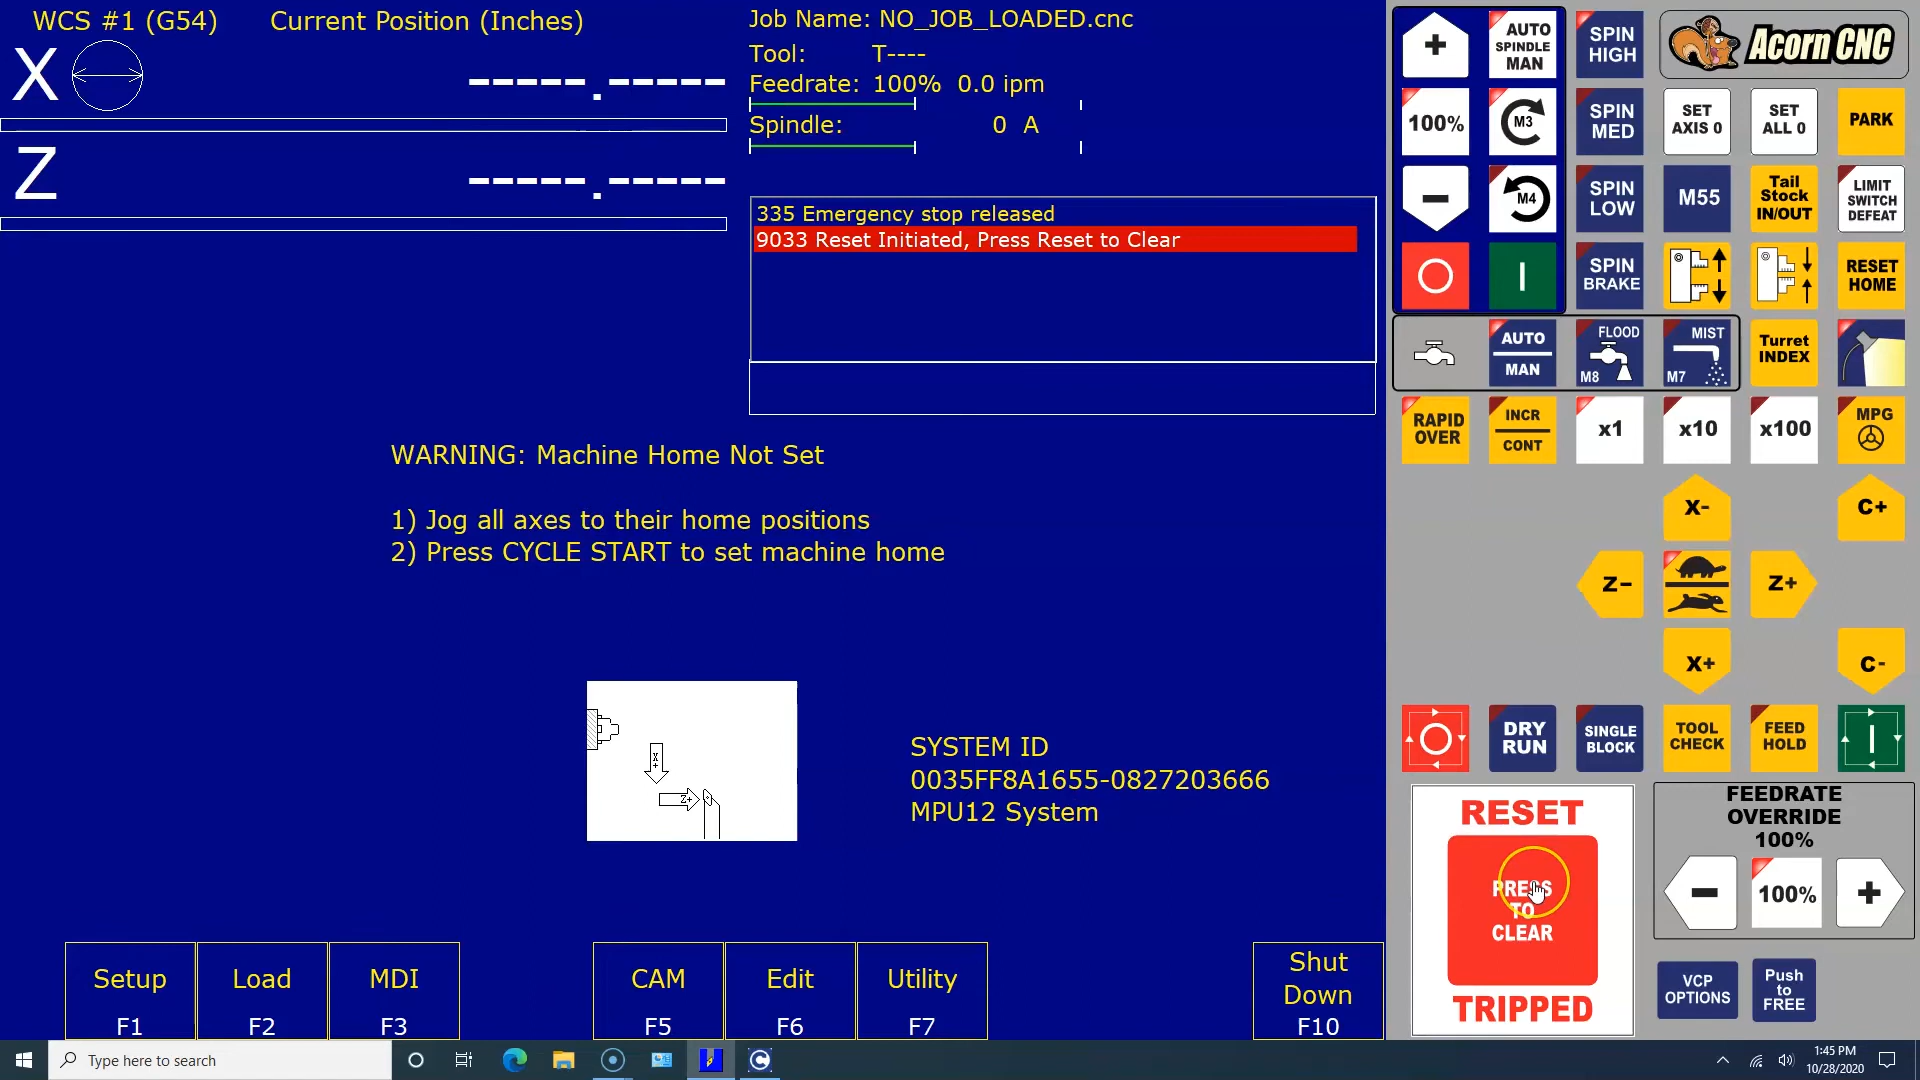 WCS #1 (G54) Current Position (Inches)
X -----.-----
Z -----.-----
Job Name: NO_JOB_LOADED.cnc
Tool: T----
Feedrate: 100% 0.0 ipm
Spindle: 0 A
335 Emergency stop released
9033 Reset Initiated, Press Reset to Clear
WARNING: Machine Home Not Set
1) Jog all axes to their home positions
2) Press CYCLE START to set machine home
X
+
Z+
SYSTEM ID
0035FF8A1655-0827203666
MPU12 System
Setup
F1
Load
F2
MDI
F3
CAM
F5
Edit
F6
Utility
F7
Shut
Down
F10
+
AUTO
SPINDLE
MAN
SPIN
HIGH
Acorn CNC
100%
M3
SPIN
MED
SET
AXIS 0
SET
ALL 0
PARK
−
M4
SPIN
LOW
M55
Tail
Stock
IN/OUT
LIMIT
SWITCH
DEFEAT
SPIN
BRAKE
RESET
HOME
AUTO
MAN
FLOOD
M8
MIST
M7
Turret
INDEX
RAPID
OVER
INCR
CONT
x1
x10
x100
MPG
X-
C+
Z-
Z+
X+
C-
DRY
RUN
SINGLE
BLOCK
TOOL
CHECK
FEED
HOLD
RESET
PRESS
TO
CLEAR
TRIPPED
FEEDRATE
OVERRIDE
100%
−
100%
+
VCP
OPTIONS
Push
to
FREE
Type here to search
1:45 PM
10/28/2020